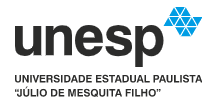 unesp
UNIVERSIDADE ESTADUAL PAULISTA
"JÚLIO DE MESQUITA FILHO"